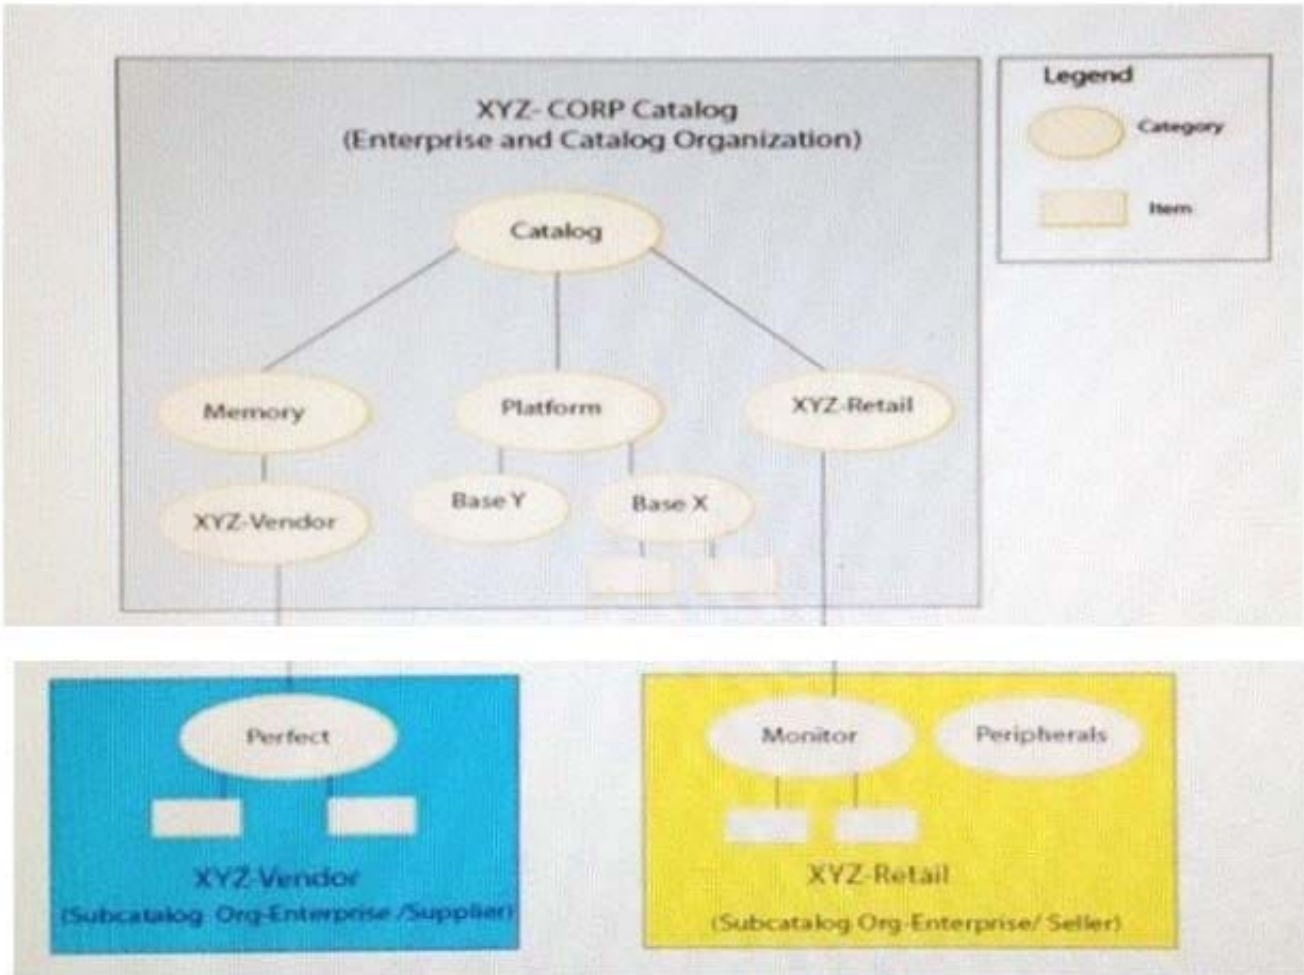 XYZ- CORP Catalog
(Enterprise and Catalog Organization)
Legend
Category
Item
Catalog
Memory
Platform
XYZ-Retail
XYZ-Vendor
Base Y
Base X
Perfect
Monitor
Peripherals
XYZ-Vendor
(Subcatalog Org-Enterprise /Supplier)
XYZ-Retail
(Subcatalog Org-Enterprise/ Seller)